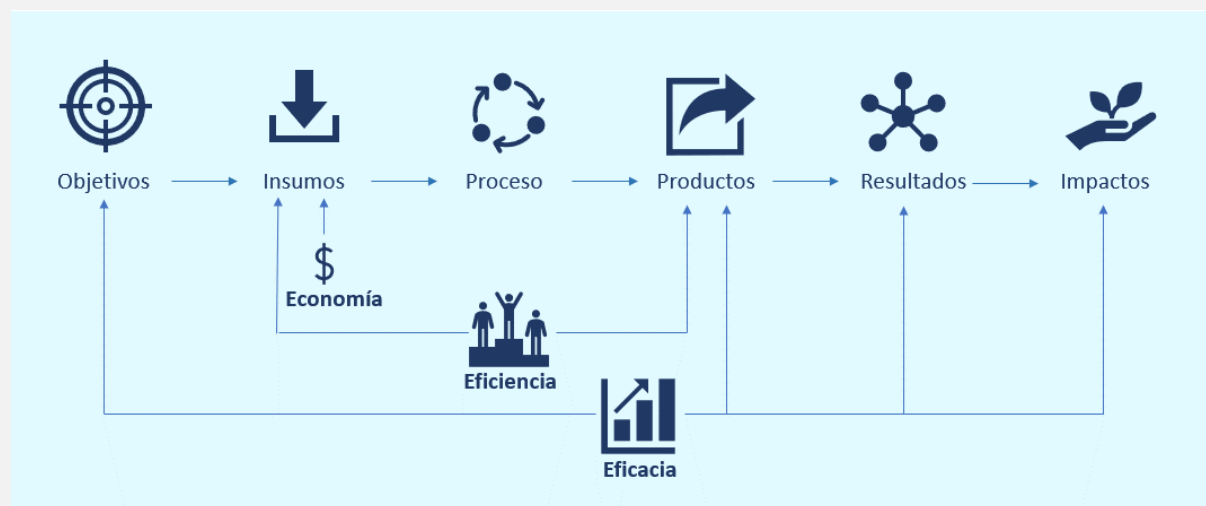 Objetivos
Insumos
Proceso
Productos
Resultados
Impactos
$
Economía
Eficiencia
Eficacia